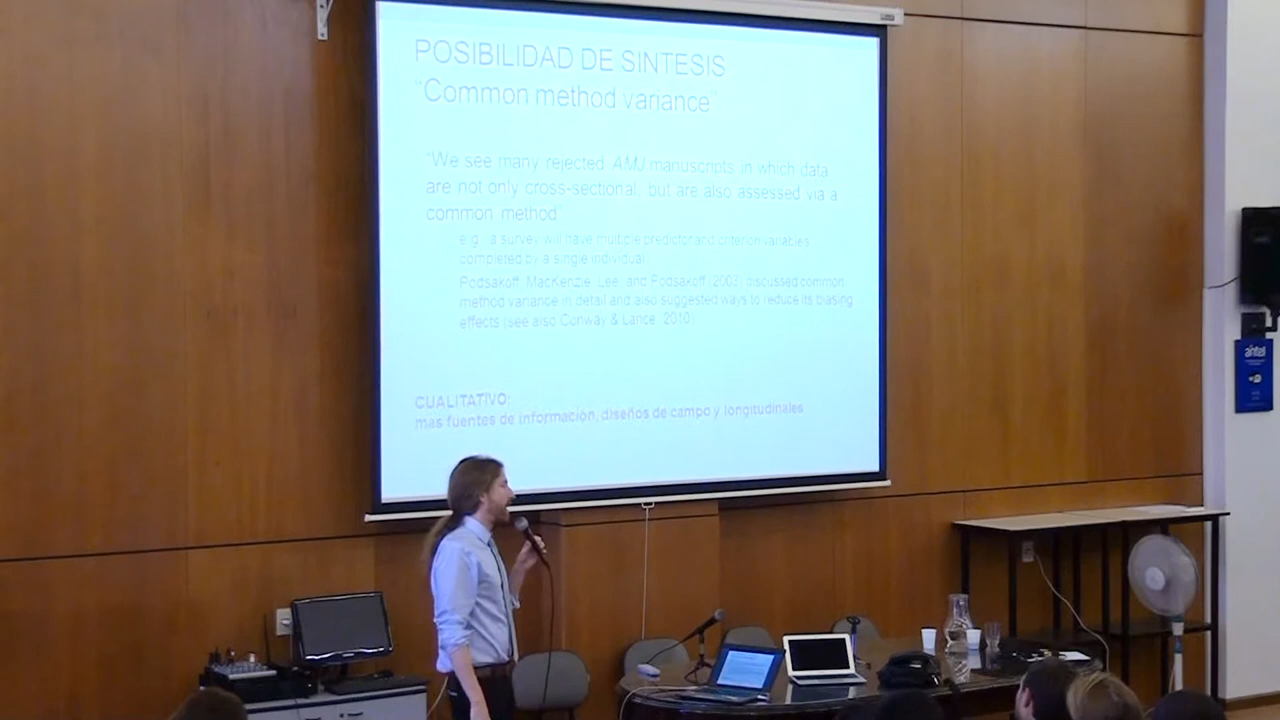 POSIBILIDAD DE SINTESIS
"Common method variance"
"We see many rejected AMJ manuscripts in which data
are not only cross-sectional, but are also assessed via a
common method"
e.g., a survey will have multiple predictor and criterion variables
completed by a single individual
Podsakoff, MacKenzie, Lee, and Podsakoff (2003) discussed common
method variance in detail and also suggested ways to reduce its biasing
effects (see also Conway & Lance, 2010)
CUALITATIVO:
mas fuentes de información, diseños de campo y longitudinales
antel